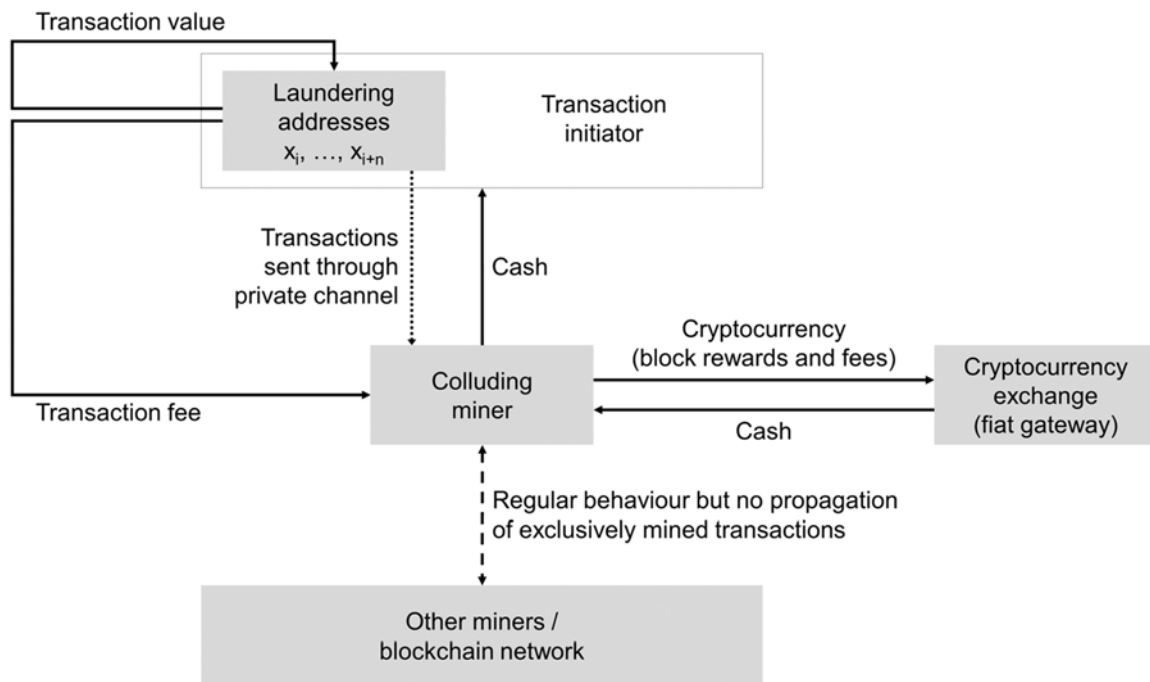 Transaction value
Laundering
addresses
xi, …, xi+n
Transaction
initiator
Transactions
sent through
private channel
Cash
Cryptocurrency
(block rewards and fees)
Colluding
miner
Cryptocurrency
exchange
(fiat gateway)
Transaction fee
Cash
Regular behaviour but no propagation
of exclusively mined transactions
Other miners /
blockchain network